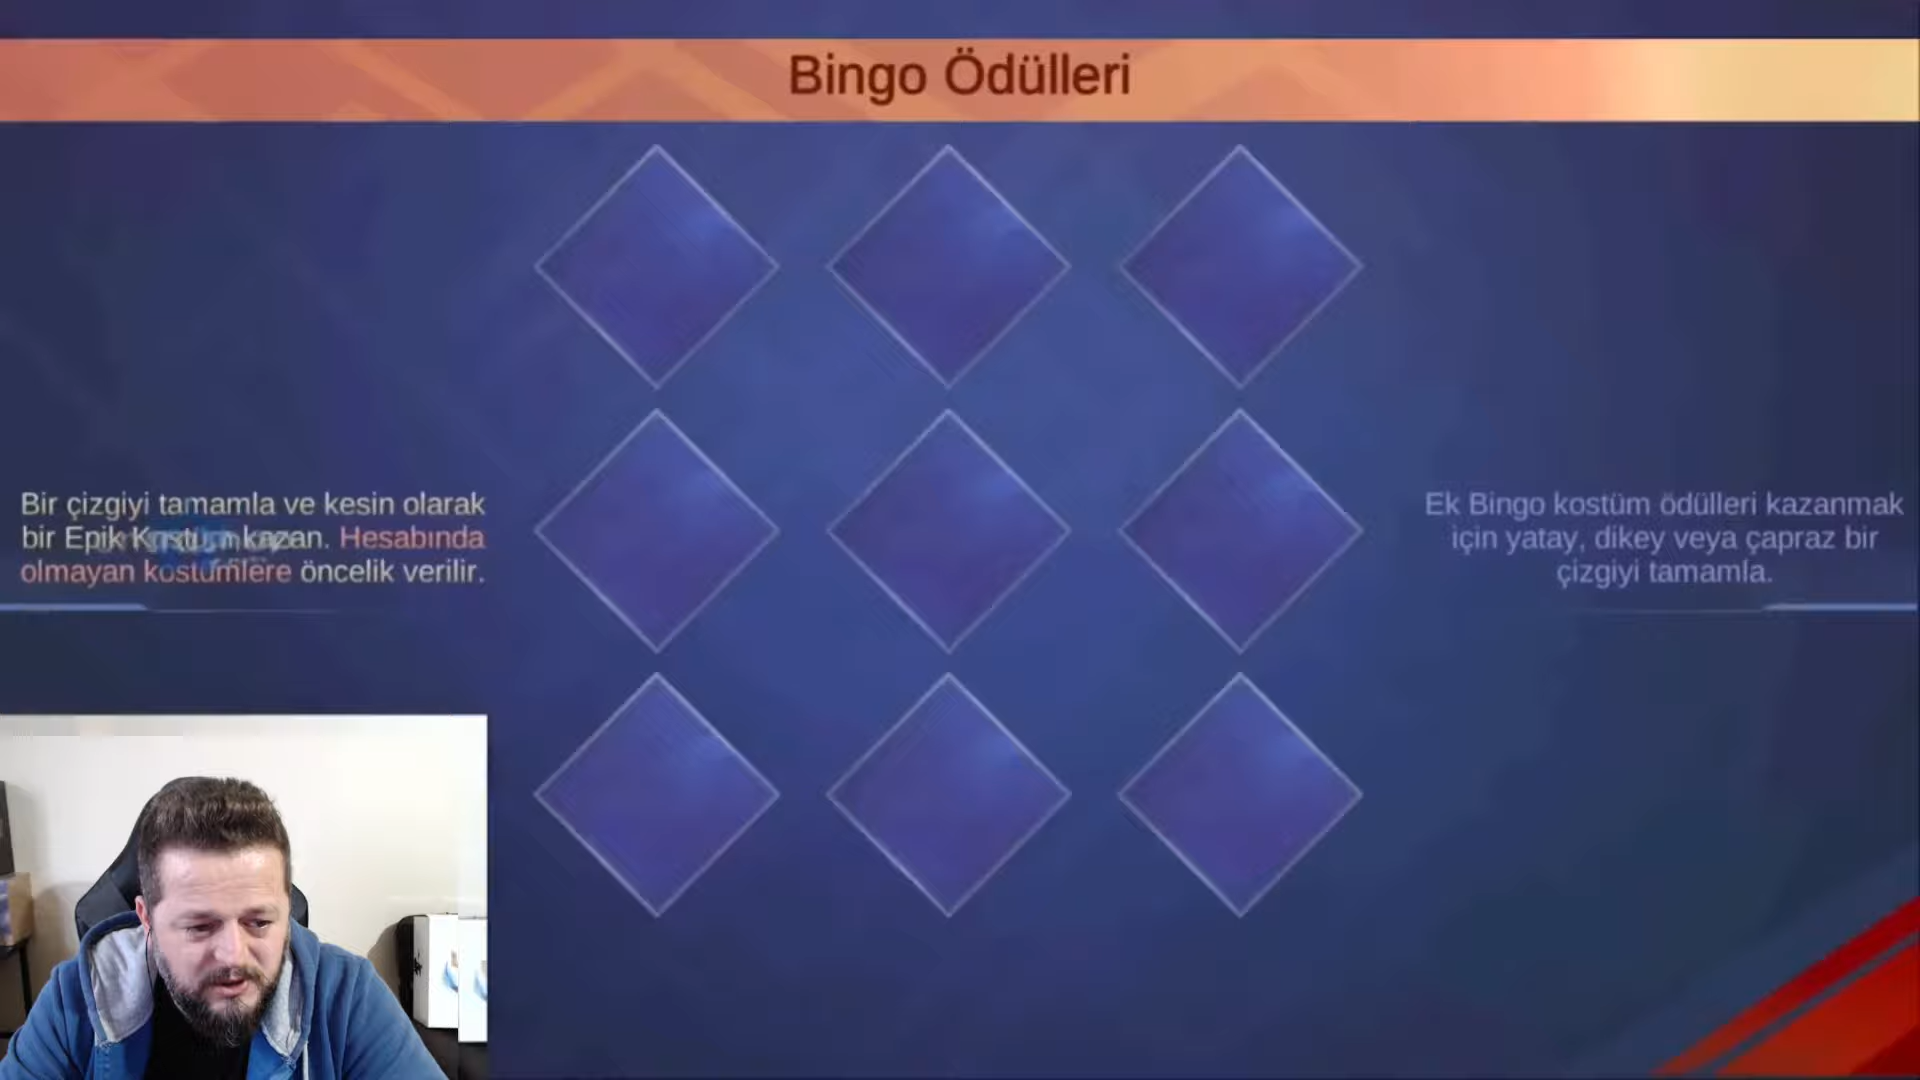 Bingo Ödülleri
Bir çizgiyi tamamla ve kesin olarak
bir Epik Kostüm kazan. Hesabında
olmayan kostümlere öncelik verilir.
Ek Bingo kostüm ödülleri kazanmak
için yatay, dikey veya çapraz bir
çizgiyi tamamla.